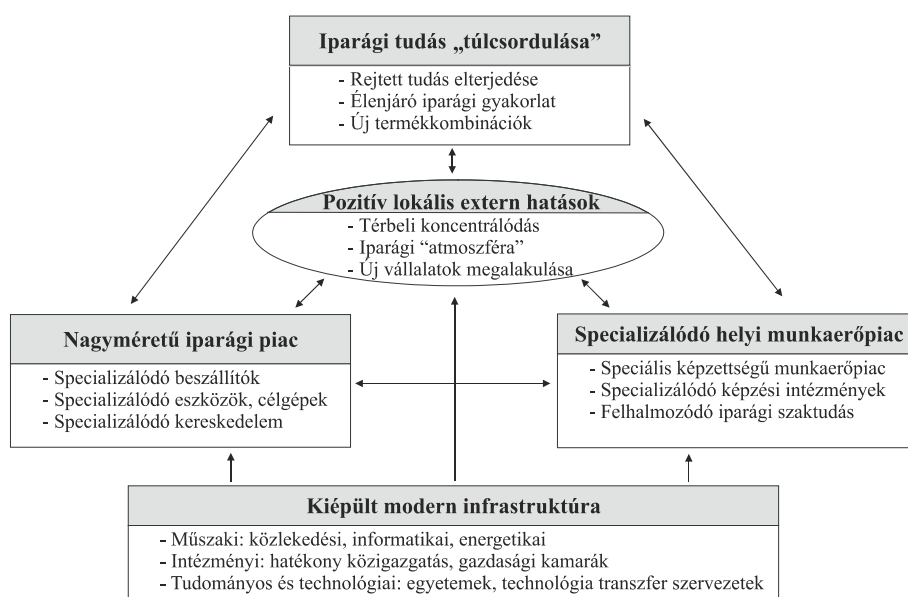 Iparági tudás „túlcsordulása”
- Rejtett tudás elterjedése
- Élenjáró iparági gyakorlat
- Új termékkombinációk
Pozitív lokális extern hatások
- Térbeli koncentrálódás
- Iparági “atmoszféra”
- Új vállalatok megalakulása
Nagyméretű iparági piac
- Specializálódó beszállítók
- Specializálódó eszközök, célgépek
- Specializálódó kereskedelem
Specializálódó helyi munkaerőpiac
- Speciális képzettségű munkaerőpiac
- Specializálódó képzési intézmények
- Felhalmozódó iparági szaktudás
Kiépült modern infrastruktúra
- Műszaki: közlekedési, informatikai, energetikai
- Intézményi: hatékony közigazgatás, gazdasági kamarák
- Tudományos és technológiai: egyetemek, technológia transzfer szervezetek